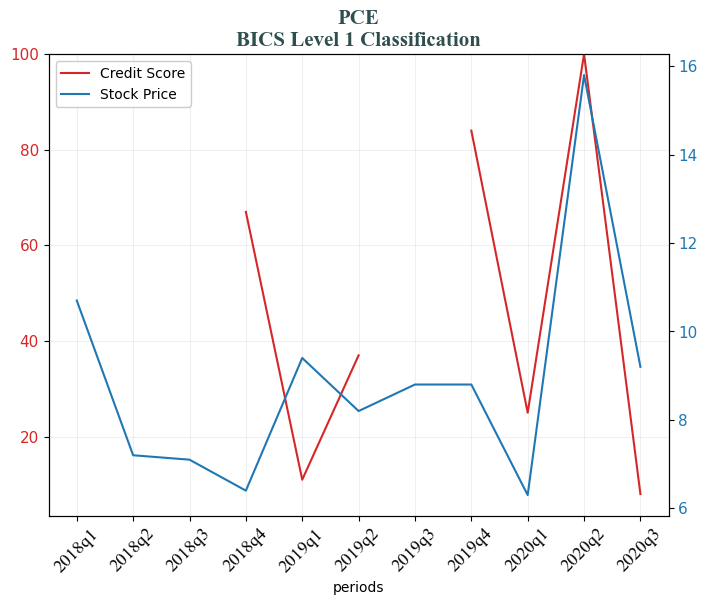 PCE
BICS Level 1 Classification
Credit Score
Stock Price
100
80
60
40
20
16
14
12
10
8
6
2018q1
2018q2
2018q3
2018q4
2019q1
2019q2
2019q3
2019q4
2020q1
2020q2
2020q3
periods